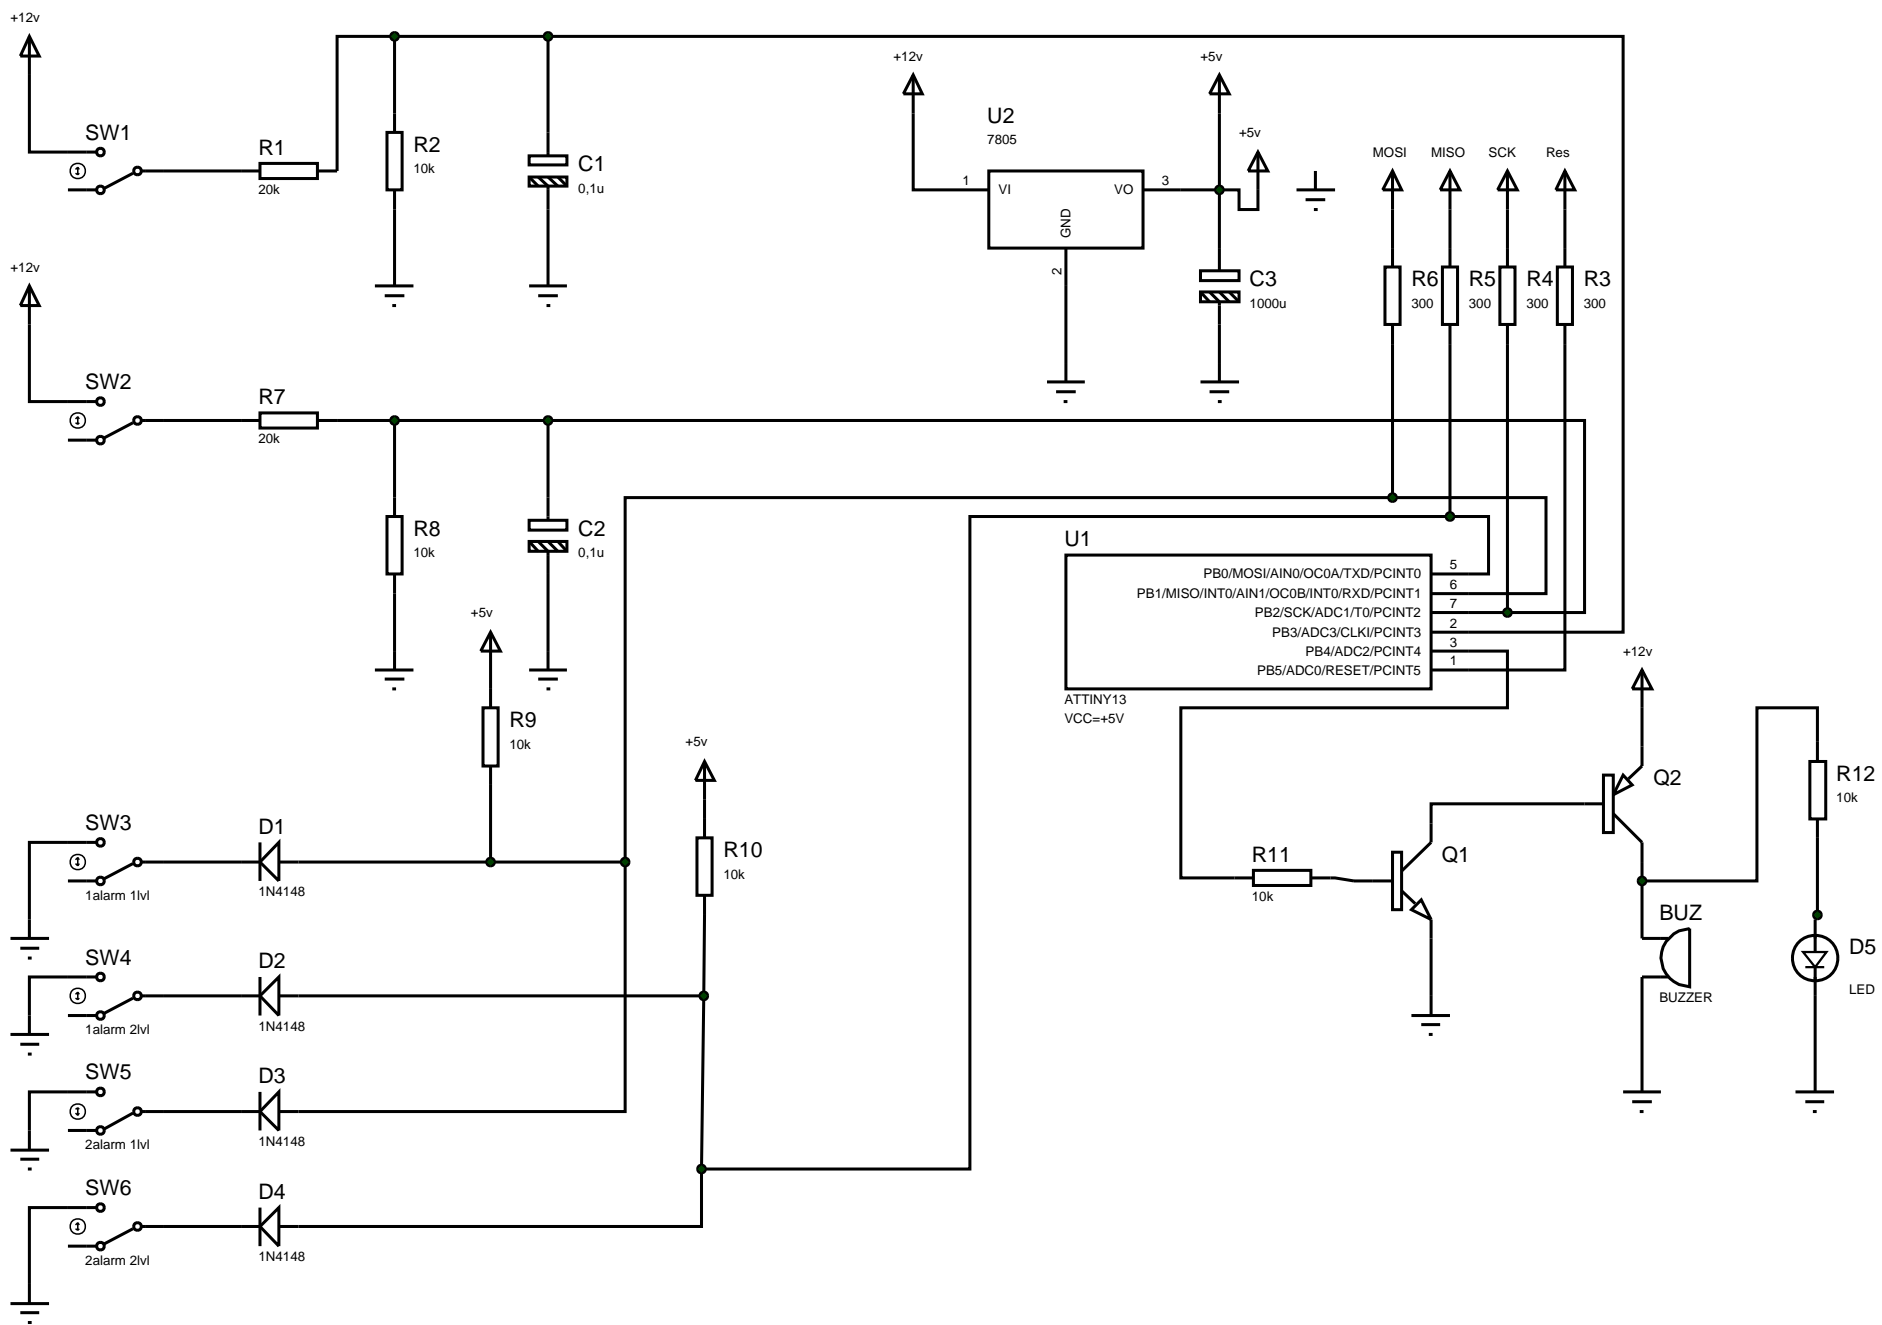 +12v
SW1
R1
20k
R2
10k
C1
0,1u
+12v
+5v
U2
7805
+5v
1
VI
VO
3
GND
2
C3
1000u
MOSI
MISO
SCK
Res
R6
300
R5
300
R4
300
R3
300
+12v
SW2
R7
20k
R8
10k
C2
0,1u
U1
PB0/MOSI/AIN0/OC0A/TXD/PCINT0
5
PB1/MISO/INT0/AIN1/OC0B/INT0/RXD/PCINT1
6
PB2/SCK/ADC1/T0/PCINT2
7
PB3/ADC3/CLKI/PCINT3
2
PB4/ADC2/PCINT4
3
PB5/ADC0/RESET/PCINT5
1
ATTINY13
VCC=+5V
+5v
R9
10k
+5v
R10
10k
SW3
1alarm 1lvl
D1
1N4148
SW4
1alarm 2lvl
D2
1N4148
SW5
2alarm 1lvl
D3
1N4148
SW6
2alarm 2lvl
D4
1N4148
R11
10k
Q1
+12v
Q2
R12
10k
BUZ
BUZZER
D5
LED